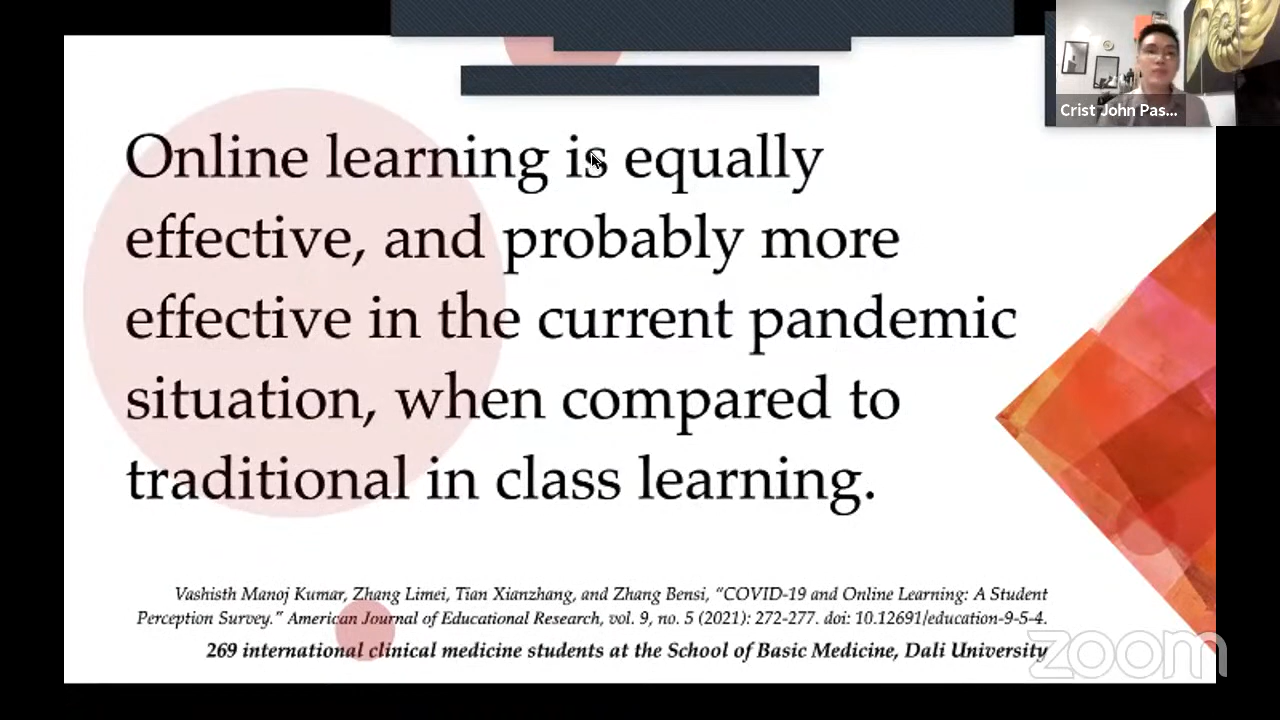 Crist John Pas...
Online learning is equally
effective, and probably more
effective in the current pandemic
situation, when compared to
traditional in class learning.
Vashisth Manoj Kumar, Zhang Limei, Tian Xianzhang, and Zhang Bensi, “COVID-19 and Online Learning: A Student
Perception Survey.” American Journal of Educational Research, vol. 9, no. 5 (2021): 272-277. doi: 10.12691/education-9-5-4.
269 international clinical medicine students at the School of Basic Medicine, Dali University
zoom